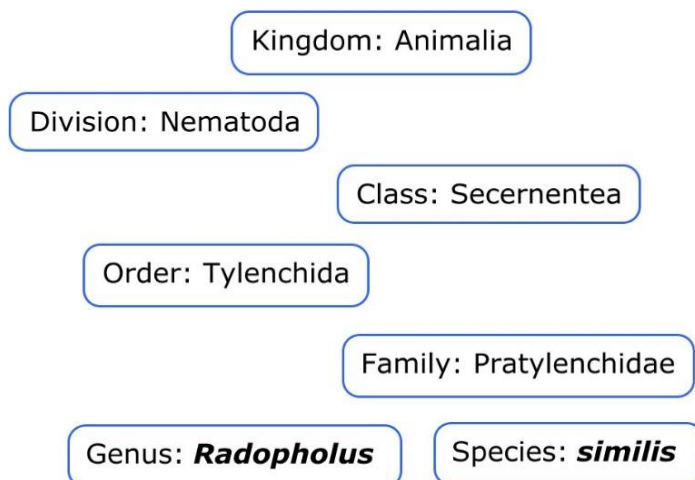 Kingdom: Animalia
Division: Nematoda
Class: Secernentea
Order: Tylenchida
Family: Pratylenchidae
Genus: Radopholus
Species: similis